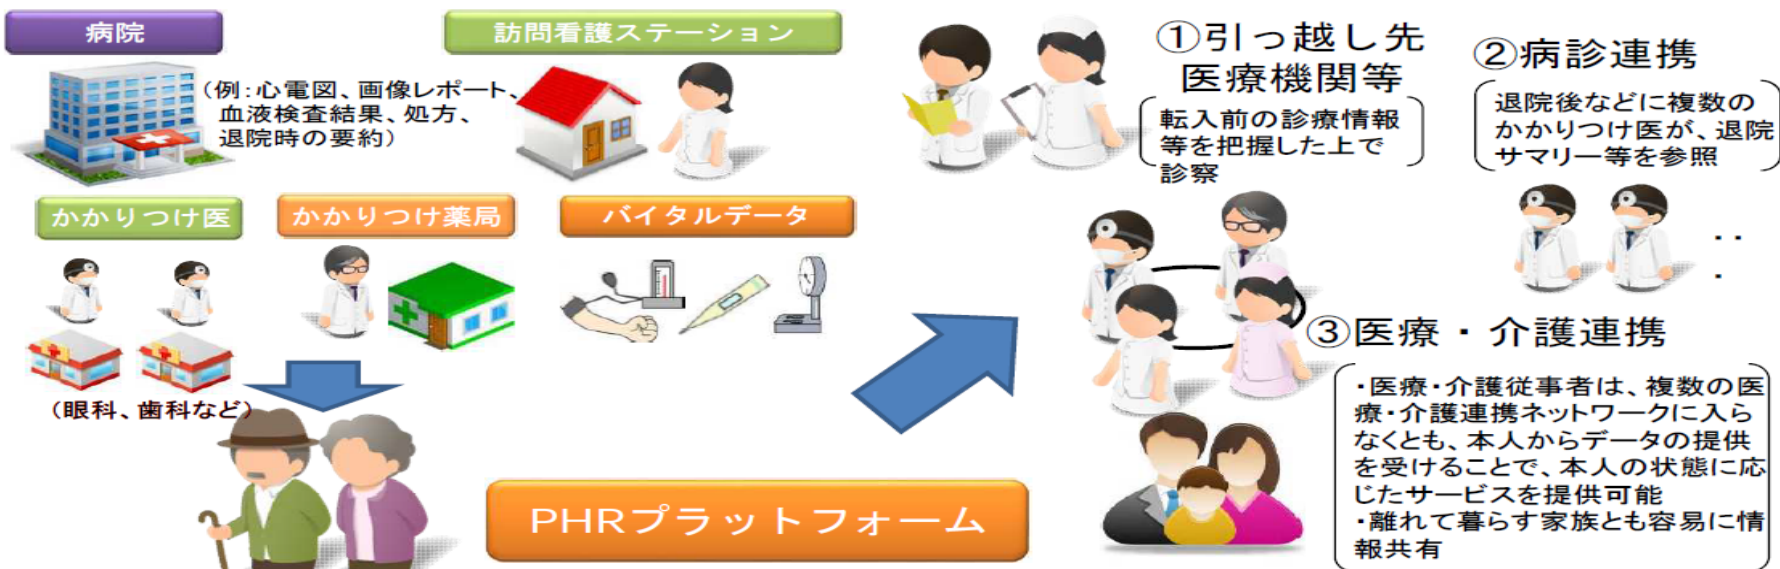 病院
訪問看護ステーション
(例:心電図、画像レポート、
血液検査結果、処方、
退院時の要約)
かかりつけ医
かかりつけ薬局
バイタルデータ
(眼科、歯科など)
PHRプラットフォーム
①引っ越し先
医療機関等
転入前の診療情報
等を把握した上で
診察
②病診連携
退院後などに複数の
かかりつけ医が、退院
サマリー等を参照
・・
・
③医療・介護連携
・医療・介護従事者は、複数の医
療・介護連携ネットワークに入ら
なくとも、本人からデータの提供
を受けることで、本人の状態に応
じたサービスを提供可能
・離れて暮らす家族とも容易に情
報共有